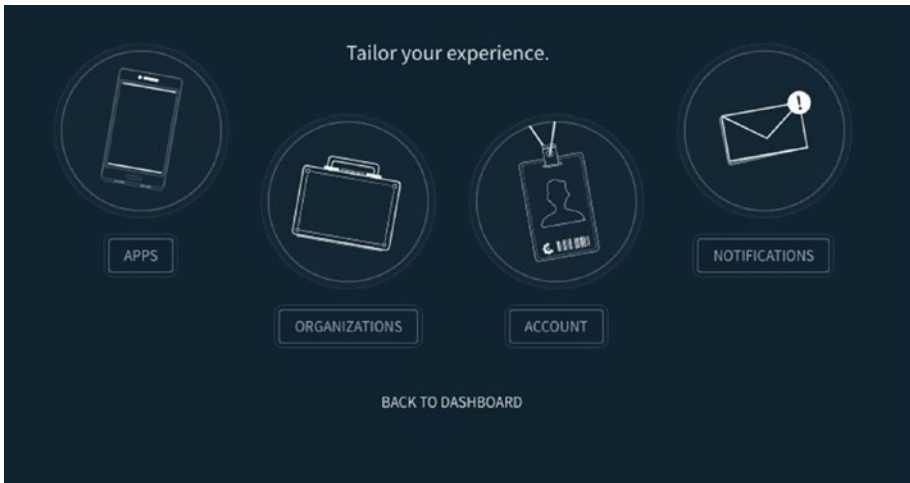 Tailor your experience.
APPS
NOTIFICATIONS
ORGANIZATIONS
ACCOUNT
BACK TO DASHBOARD